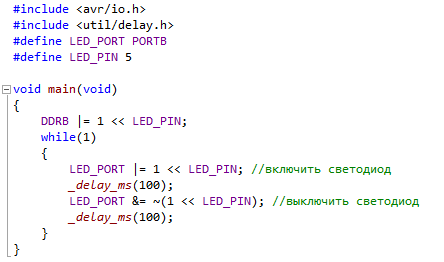 #include <avr/io.h>
#include <util/delay.h>
#define LED_PORT PORTB
#define LED_PIN 5
void main(void)
{
DDRB |= 1 << LED_PIN;
while(1)
{
LED_PORT |= 1 << LED_PIN; //включить светодиод
_delay_ms(100);
LED_PORT &= ~(1 << LED_PIN); //выключить светодиод
_delay_ms(100);
}
}